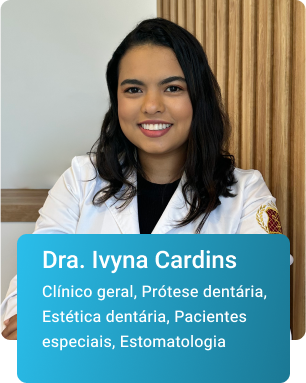 Dra. Ivyna Cardins
Clínico geral, Prótese dentária,
Estética dentária, Pacientes
especiais, Estomatologia